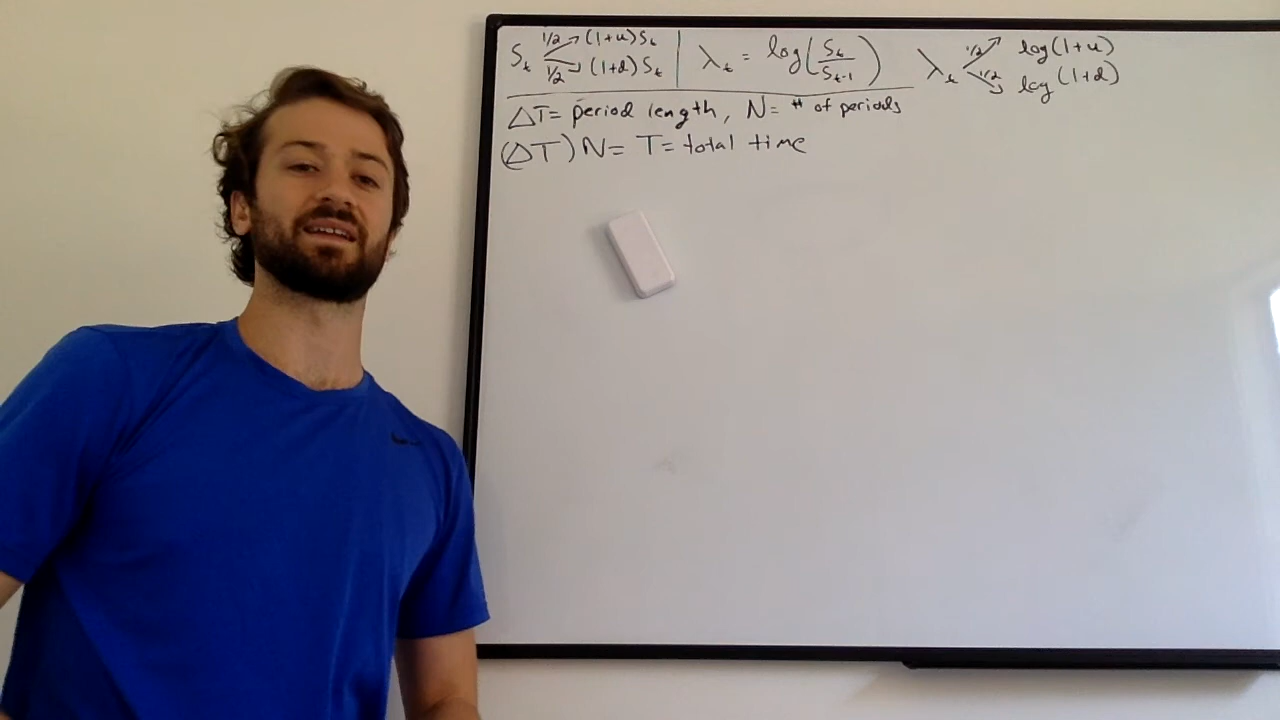 S_t 1/2 (1+u)S_t | λ_t = log(S_t/S_{t-1}) λ_t 1/2 log(1+u)
1/2 (1+d)S_t 1/2 log(1+d)
ΔT = period length, N = # of periods
(ΔT)N = T = total time